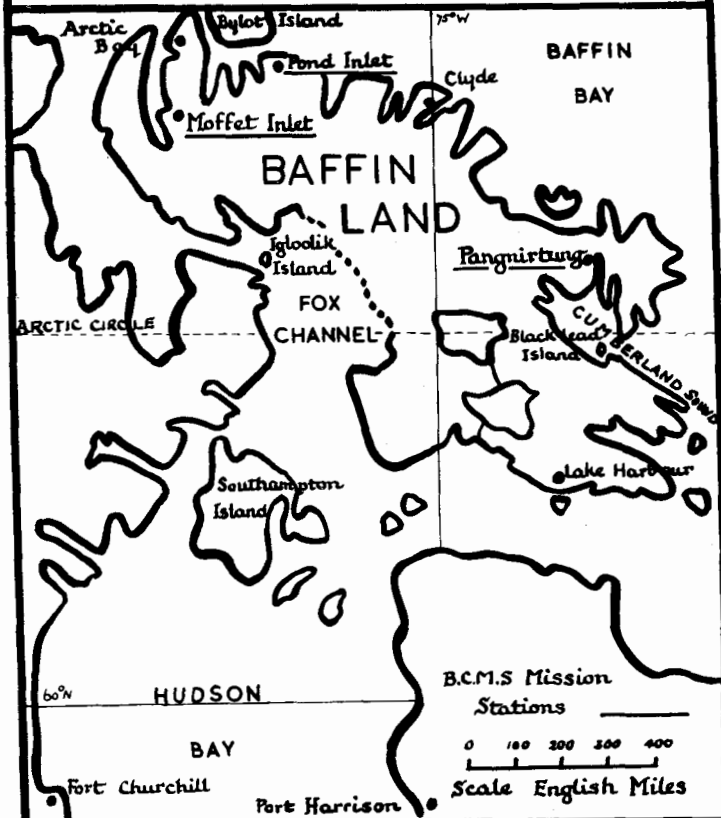 Arctic
Bay
Bylot Island
75°W
BAFFIN
BAY
Pond Inlet
Clyde
Moffet Inlet
BAFFIN
LAND
Igloolik
Island
Pangnirtung
FOX
CHANNEL
ARCTIC CIRCLE
Blacklead
Island
CUMBERLAND SOUND
Lake Harbour
Southampton
Island
60°N
HUDSON
BAY
B.C.M.S Mission
Stations
0 100 200 300 400
Scale English Miles
Fort Churchill
Port Harrison